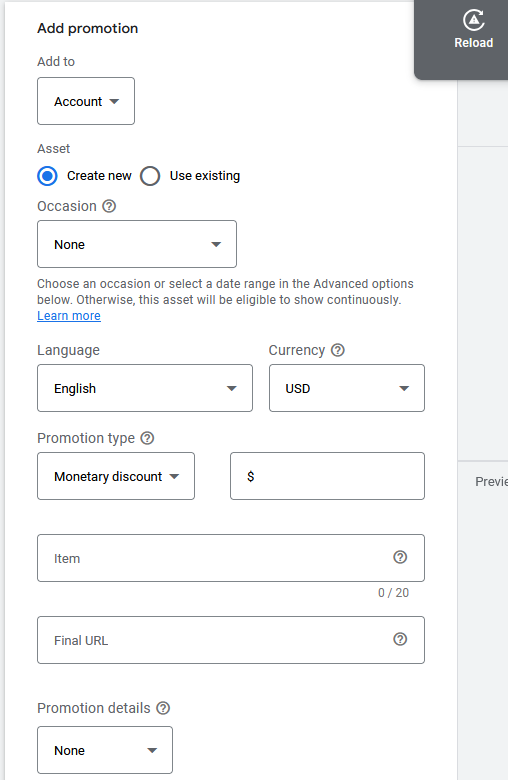 Add promotion
Reload
Add to
Account
Asset
Create new
Use existing
Occasion
None
Choose an occasion or select a date range in the Advanced options
below. Otherwise, this asset will be eligible to show continuously.
Learn more
Language
Currency
English
USD
Promotion type
Monetary discount
$
Previe
Item
0 / 20
Final URL
Promotion details
None